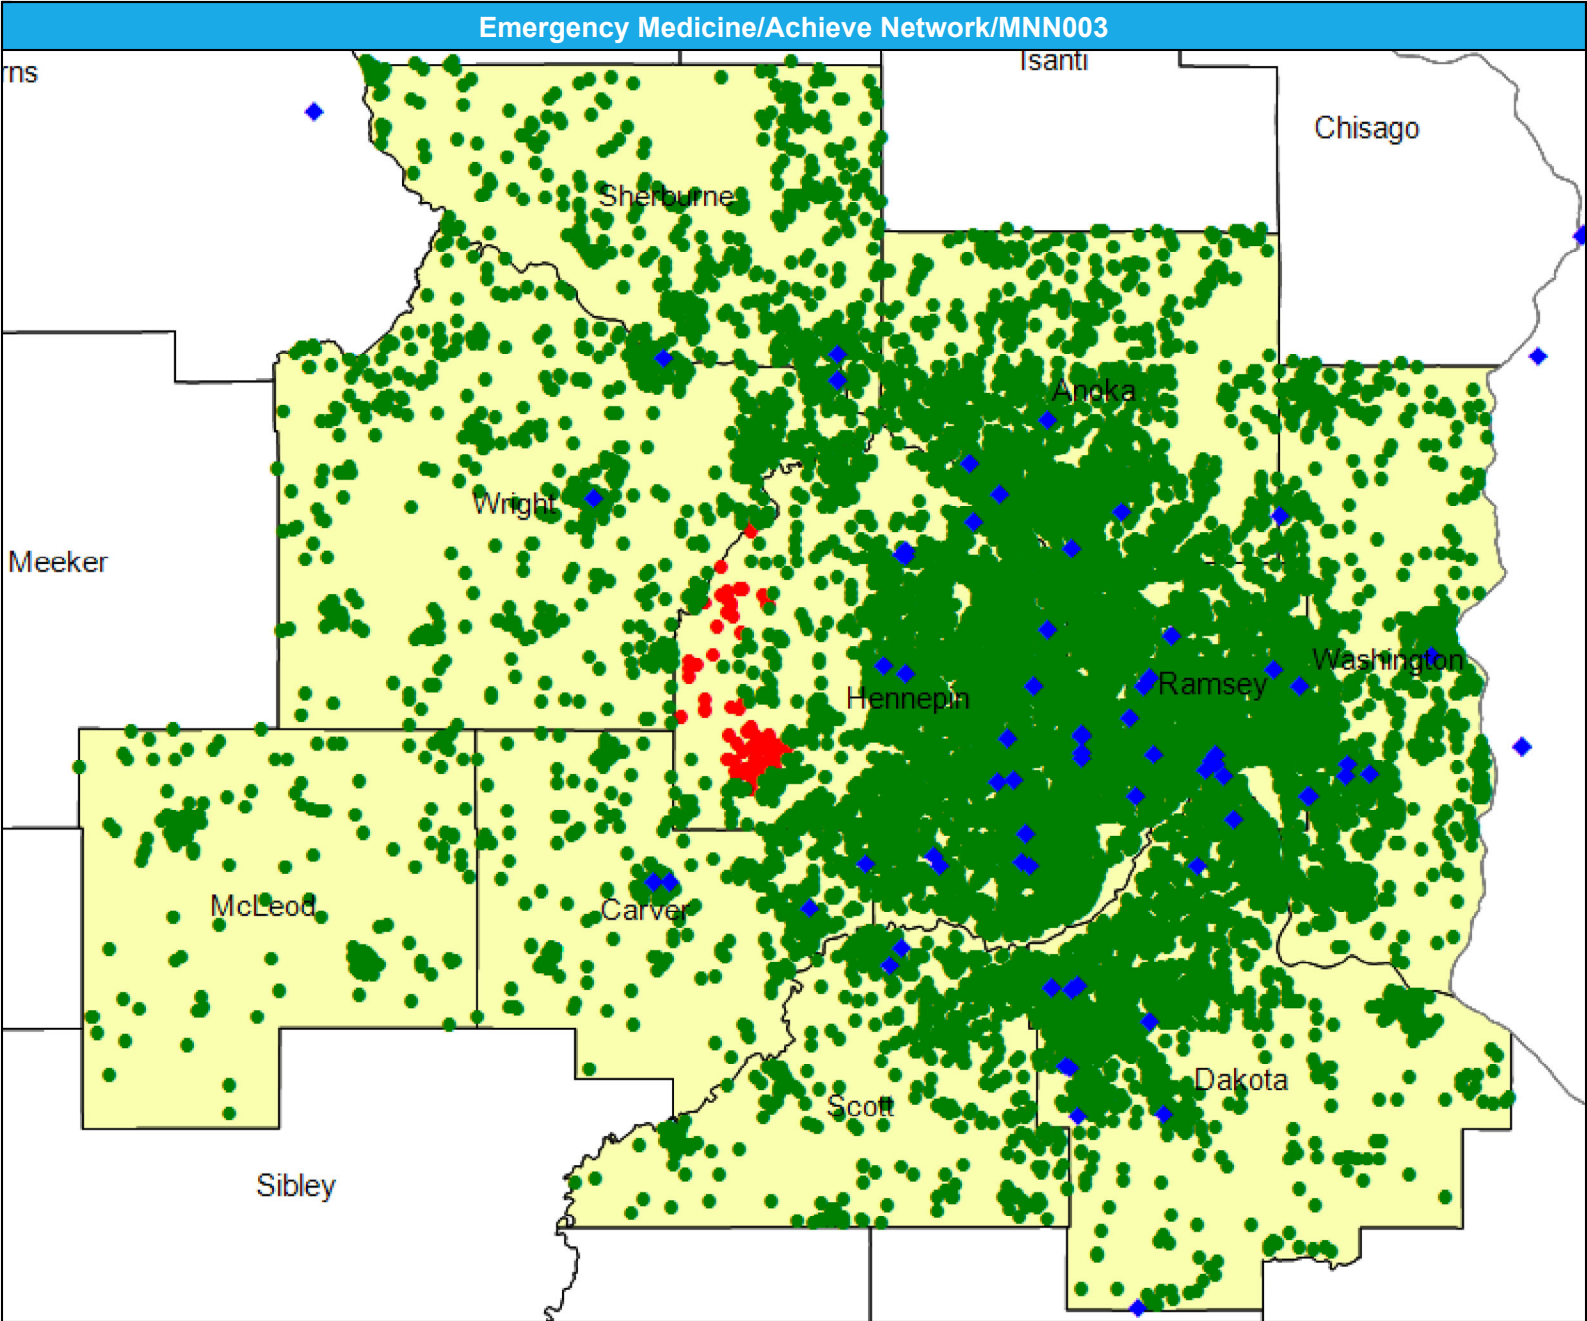 Emergency Medicine/Achieve Network/MNN003
Isanti
rns
Chisago
Sherburne
Anoka
Wright
Meeker
Washington
Ramsey
Hennepin
McLeod
Carver
Dakota
Scott
Sibley